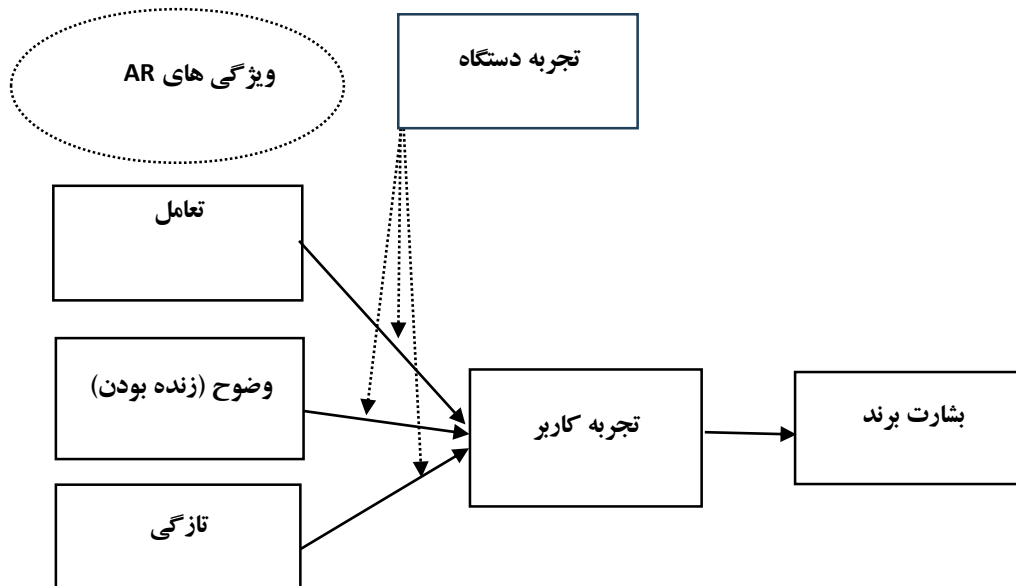 ویژگی های AR
تجربه دستگاه
تعامل
وضوح (زنده بودن)
تجربه کاربر
بشارت برند
تازگی